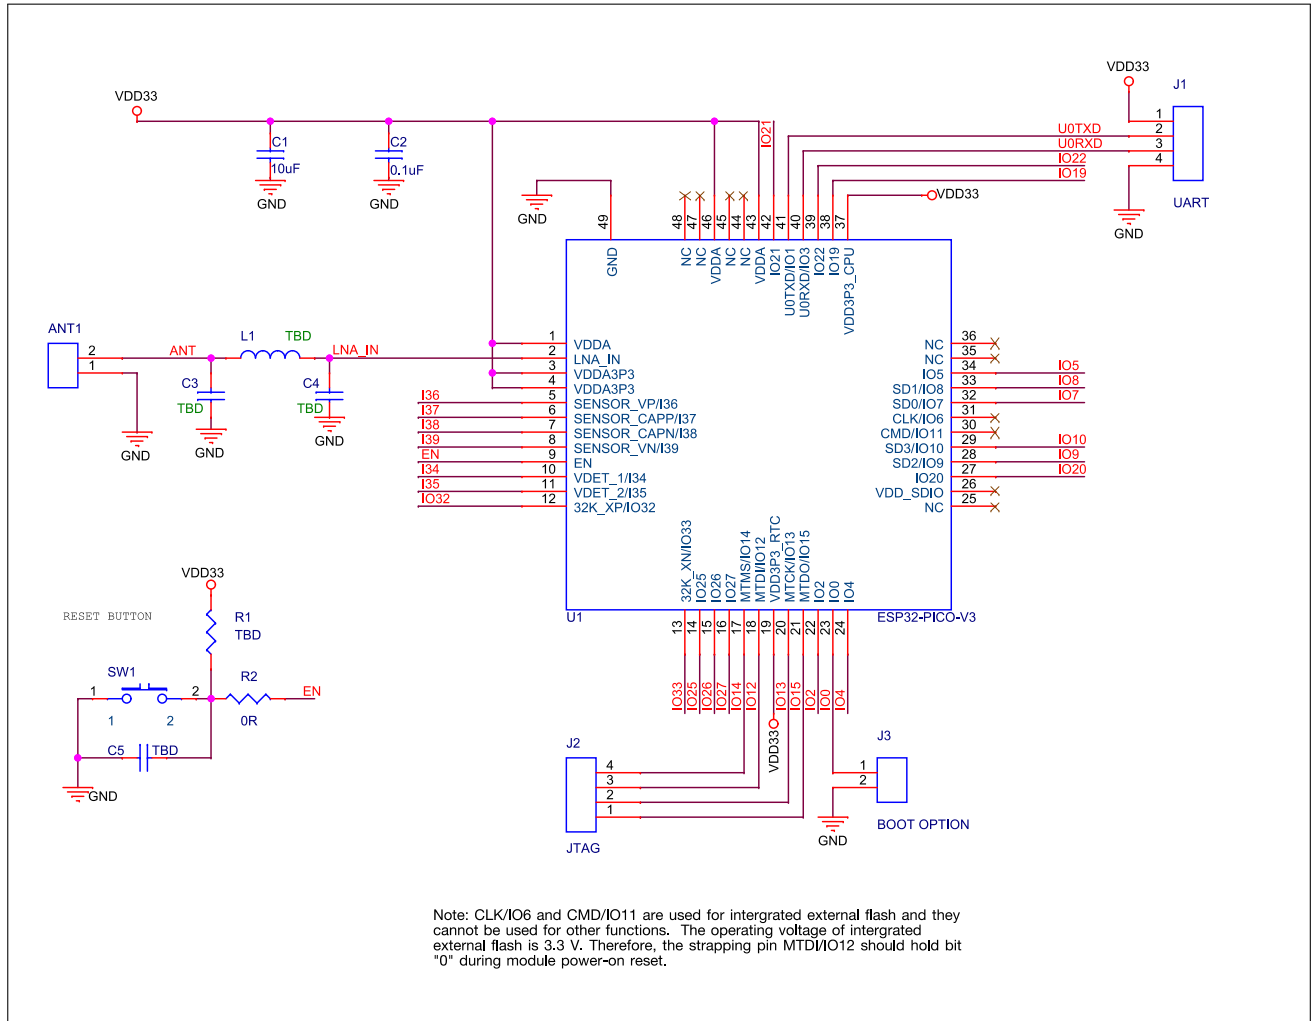 VDD33
C1
10uF
GND
C2
0.1uF
GND
GND
IO21
VDD33
J1
1
2
3
4
U0TXD
U0RXD
IO22
IO19
VDD33
UART
GND
49
48
47
46
45
44
43
42
41
40
39
38
37
GND
NC
NC
VDDA
NC
NC
VDDA
IO21
U0TXD/IO1
U0RXD/IO3
IO22
IO19
VDD3P3_CPU
ANT1
2
1
ANT
L1
TBD
LNA_IN
C3
TBD
C4
TBD
GND
GND
GND
1
VDDA
2
LNA_IN
3
VDDA3P3
4
VDDA3P3
I36
5
SENSOR_VP/I36
I37
6
SENSOR_CAPP/I37
I38
7
SENSOR_CAPN/I38
I39
8
SENSOR_VN/I39
EN
9
EN
I34
10
VDET_1/I34
I35
11
VDET_2/I35
IO32
12
32K_XP/IO32
NC
36
NC
35
IO5
34
IO5
SD1/IO8
33
IO8
SD0/IO7
32
IO7
CLK/IO6
31
CMD/IO11
30
SD3/IO10
29
IO10
SD2/IO9
28
IO9
IO20
27
IO20
VDD_SDIO
26
NC
25
32K_XN/IO33
IO25
IO26
IO27
MTMS/IO14
MTDI/IO12
VDD3P3_RTC
MTCK/IO13
MTDO/IO15
IO2
IO0
IO4
U1
ESP32-PICO-V3
13
14
15
16
17
18
19
20
21
22
23
24
IO33
IO25
IO26
IO27
IO14
IO12
VDD33
IO13
IO15
IO2
IO0
IO4
VDD33
RESET BUTTON
R1
TBD
SW1
1
2
1
2
R2
0R
EN
C5
TBD
GND
J2
4
3
2
1
JTAG
J3
1
2
GND
BOOT OPTION
Note: CLK/IO6 and CMD/IO11 are used for intergrated external flash and they
cannot be used for other functions. The operating voltage of intergrated
external flash is 3.3 V. Therefore, the strapping pin MTDI/IO12 should hold bit
"0" during module power-on reset.